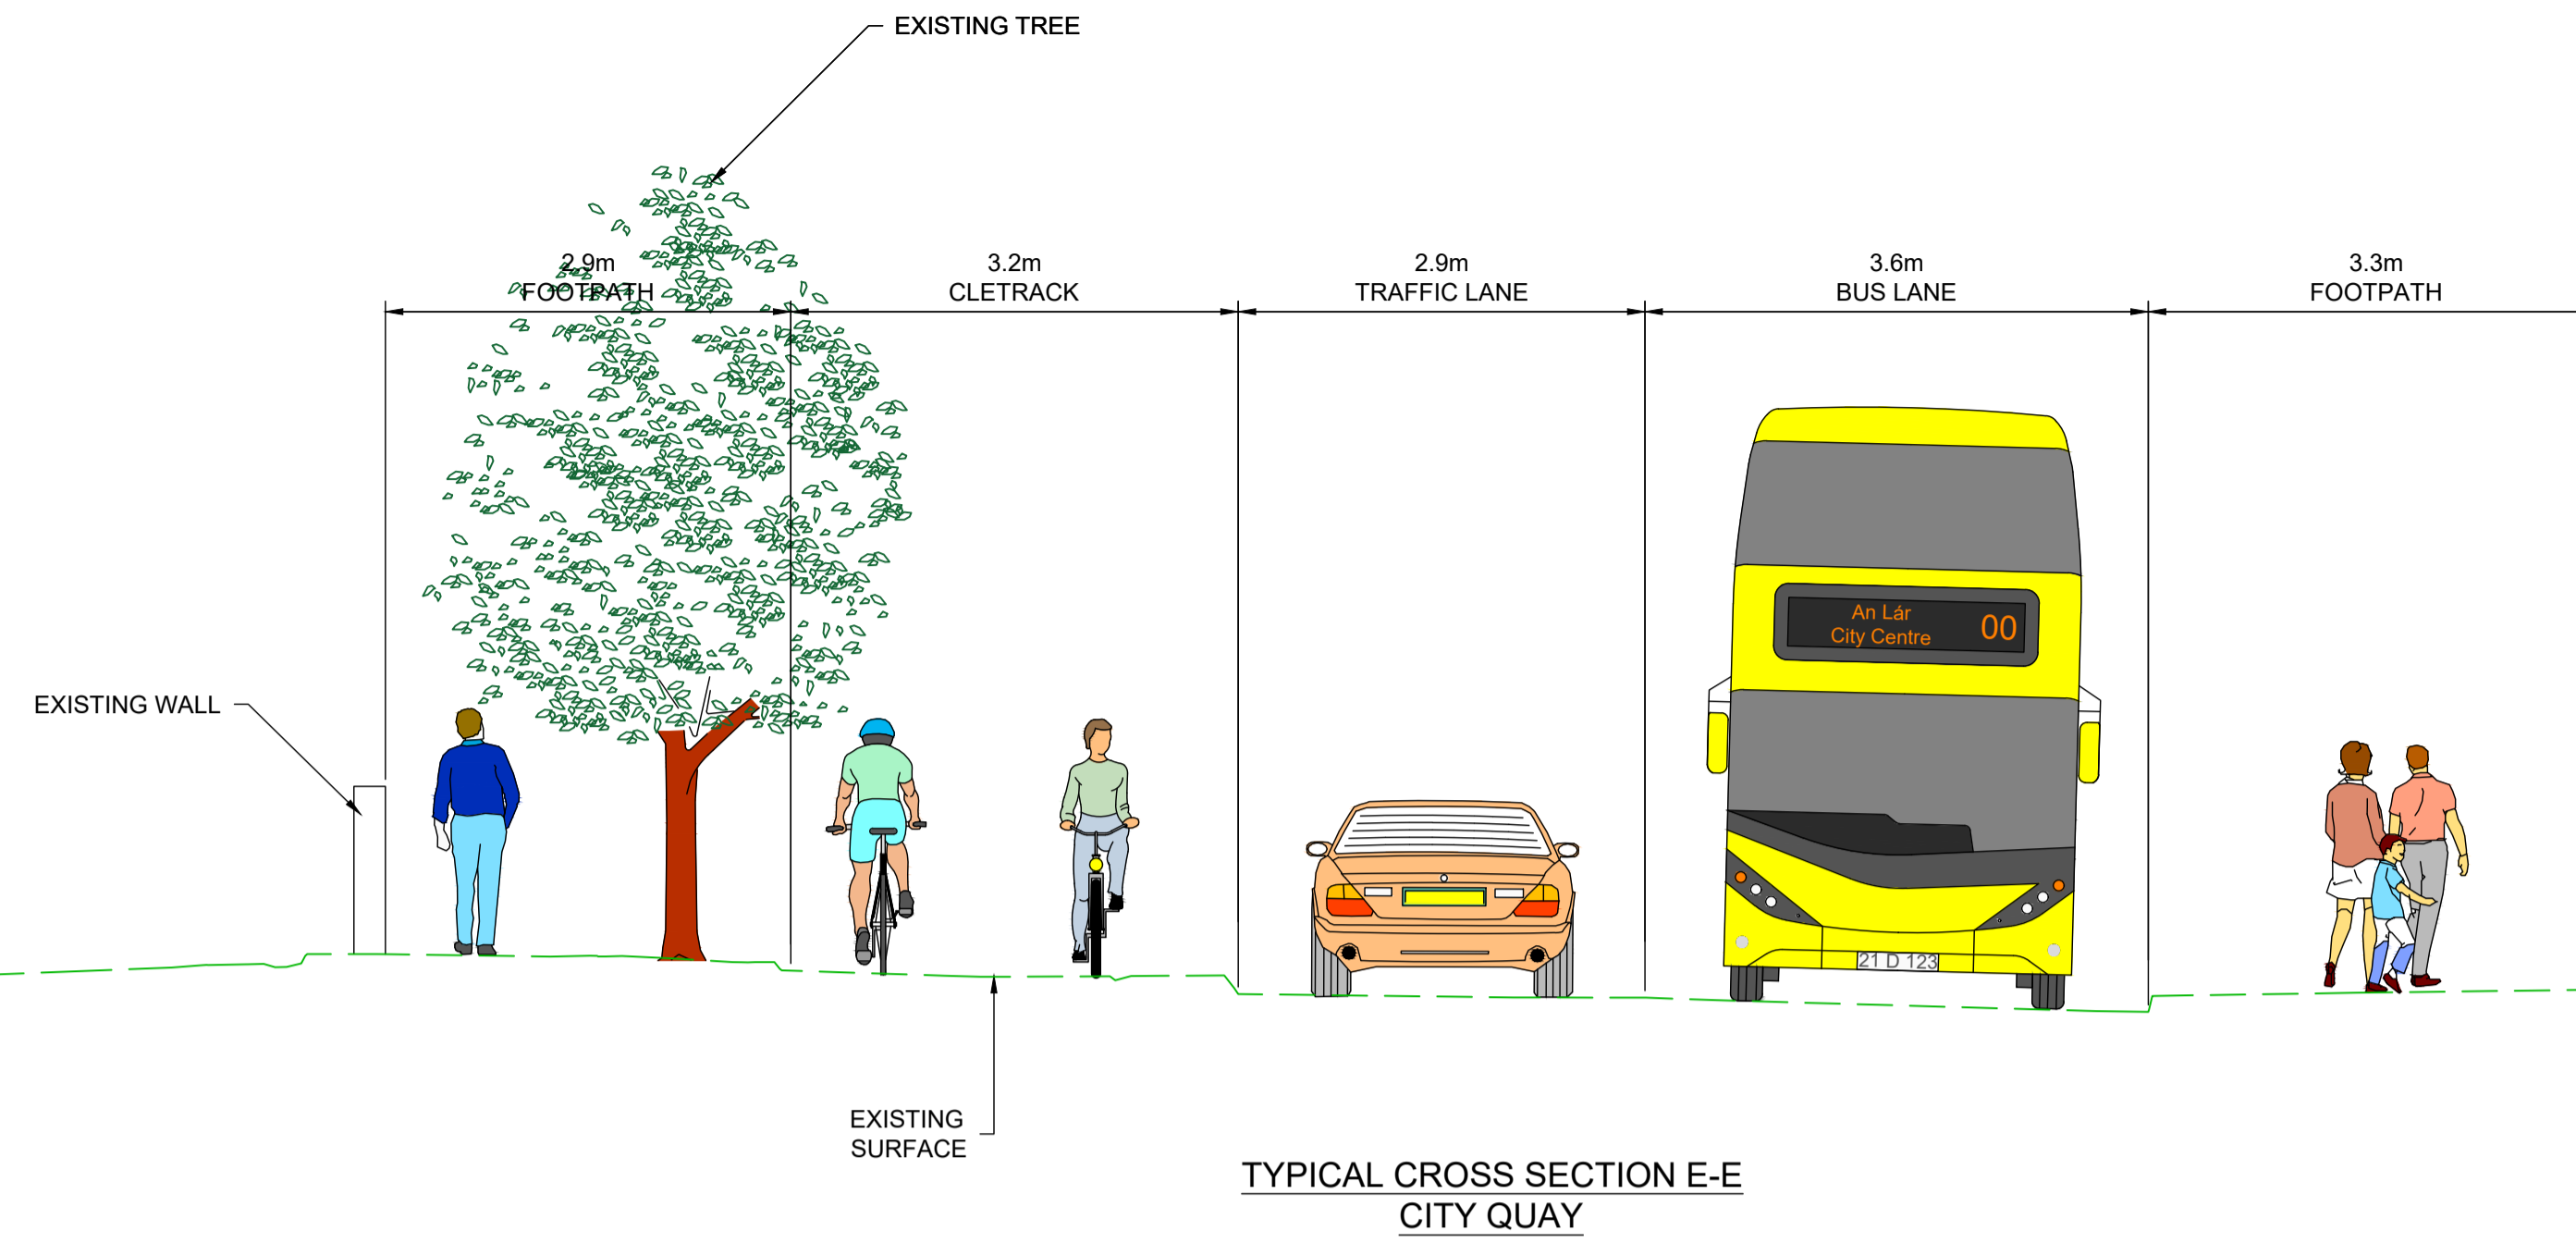 EXISTING TREE
2.9m
FOOTPATH
3.2m
CLETRACK
2.9m
TRAFFIC LANE
3.6m
BUS LANE
3.3m
FOOTPATH
An Lár
City Centre
00
EXISTING WALL
21 D 123
EXISTING
SURFACE
TYPICAL CROSS SECTION E-E
CITY QUAY